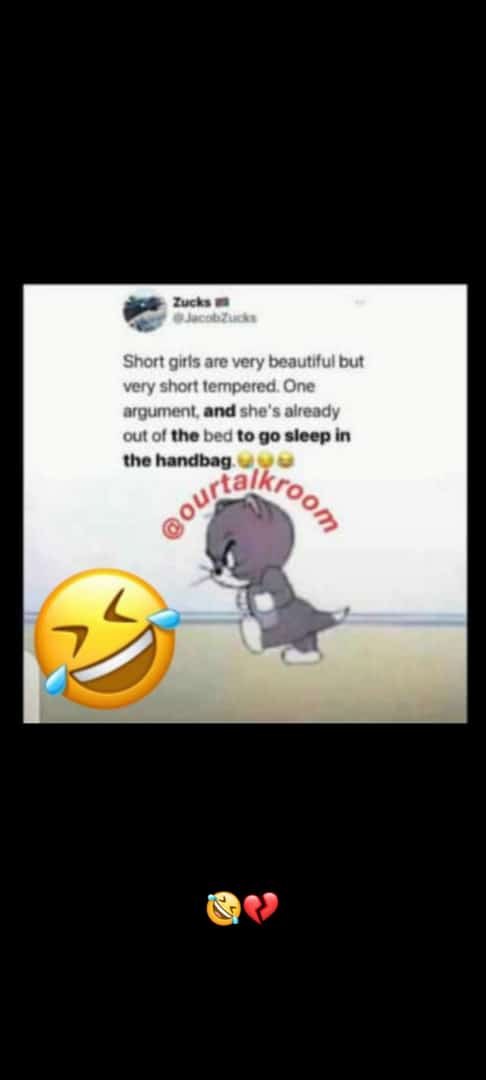 Zucks
@JacobZucks
Short girls are very beautiful but
very short tempered. One
argument, and she's already
out of the bed to go sleep in
the handbag.😂😂😂
@ourtalkroom
🤣💔